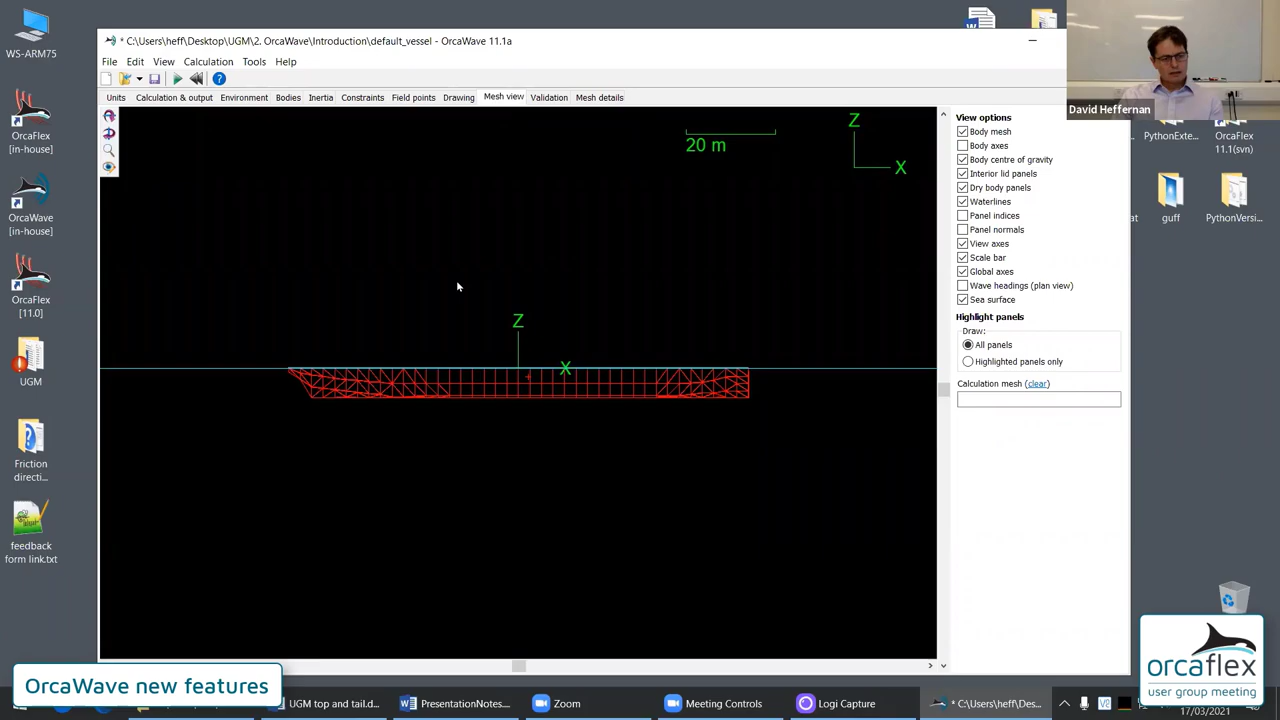 WS-ARM75
* C:\Users\heff\Desktop\UGM\2. OrcaWave\Introduction\default_vessel - OrcaWave 11.1a
File Edit View Calculation Tools Help
Units Calculation & output Environment Bodies Inertia Constraints Field points Drawing Mesh view Validation Mesh details
David Heffernan
OrcaFlex
[in-house]
OrcaWave
[in-house]
OrcaFlex
[11.0]
UGM
Friction
directi...
feedback
form link.txt
20 m
Z
X
Z
X
View options
Body mesh
Body axes
Body centre of gravity
Interior lid panels
Dry body panels
Waterlines
Panel indices
Panel normals
View axes
Scale bar
Global axes
Wave headings (plan view)
Sea surface
Highlight panels
Draw:
All panels
Highlighted panels only
Calculation mesh (clear)
PythonExte...
OrcaFlex
11.1(svn)
guff
PythonVersi...
orcaflex
user group meeting
OrcaWave new features
UGM top and tail.d...
PresentationNotes....
Zoom
Meeting Controls
Logi Capture
* C:\Users\heff\Des...
17/03/2021